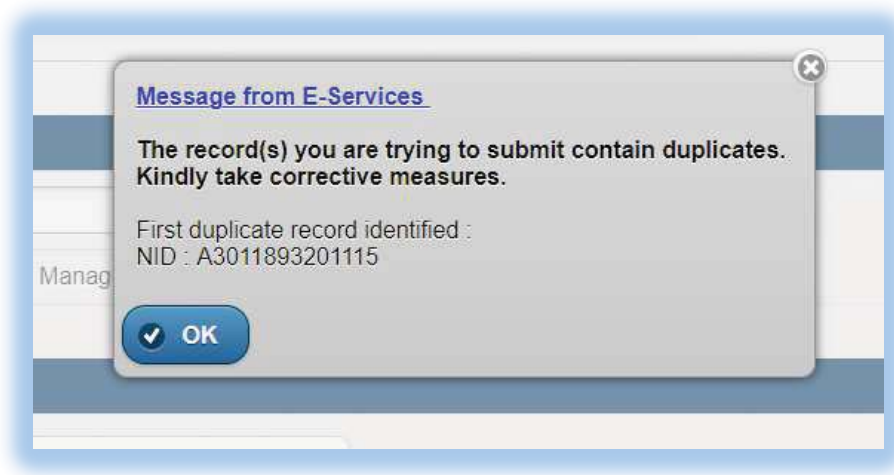 Message from E-Services
The record(s) you are trying to submit contain duplicates.
Kindly take corrective measures.
First duplicate record identified :
NID : A3011893201115
Manag
OK